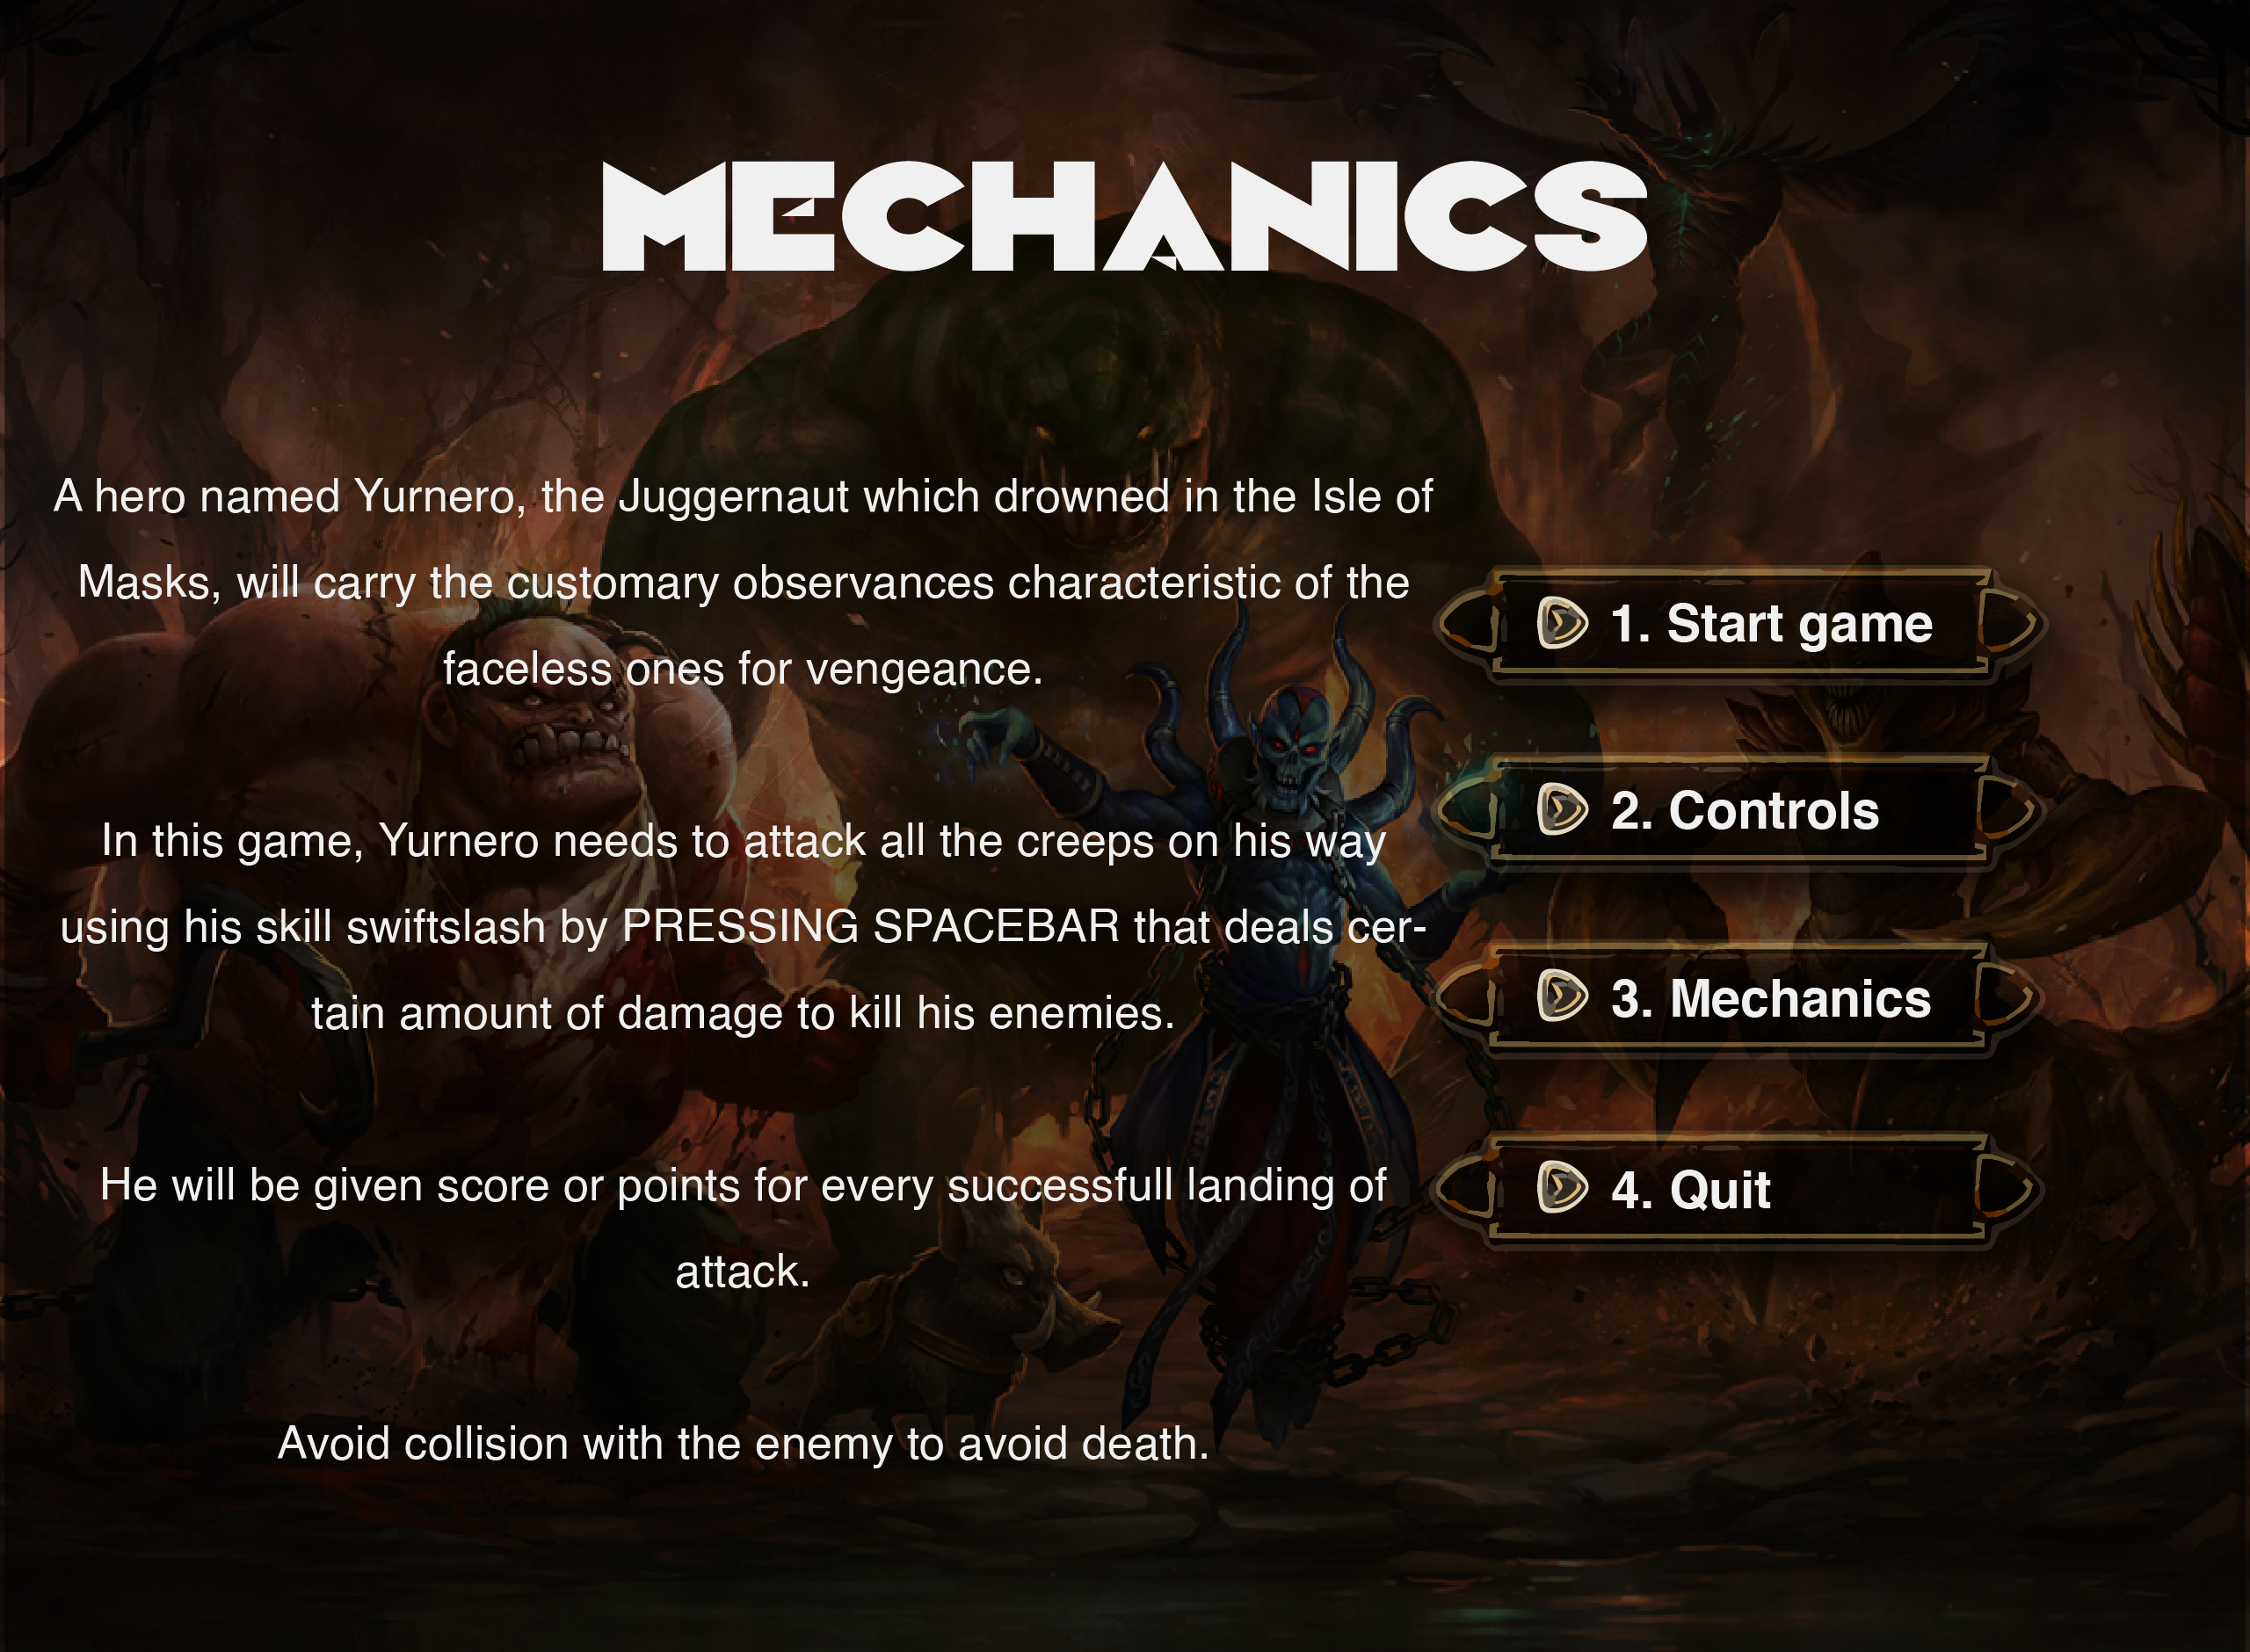 MECHANICS
A hero named Yurnero, the Juggernaut which drowned in the Isle of
Masks, will carry the customary observances characteristic of the
faceless ones for vengeance.
In this game, Yurnero needs to attack all the creeps on his way
using his skill swiftslash by PRESSING SPACEBAR that deals cer-
tain amount of damage to kill his enemies.
He will be given score or points for every successfull landing of
attack.
Avoid collision with the enemy to avoid death.
1. Start game
2. Controls
3. Mechanics
4. Quit